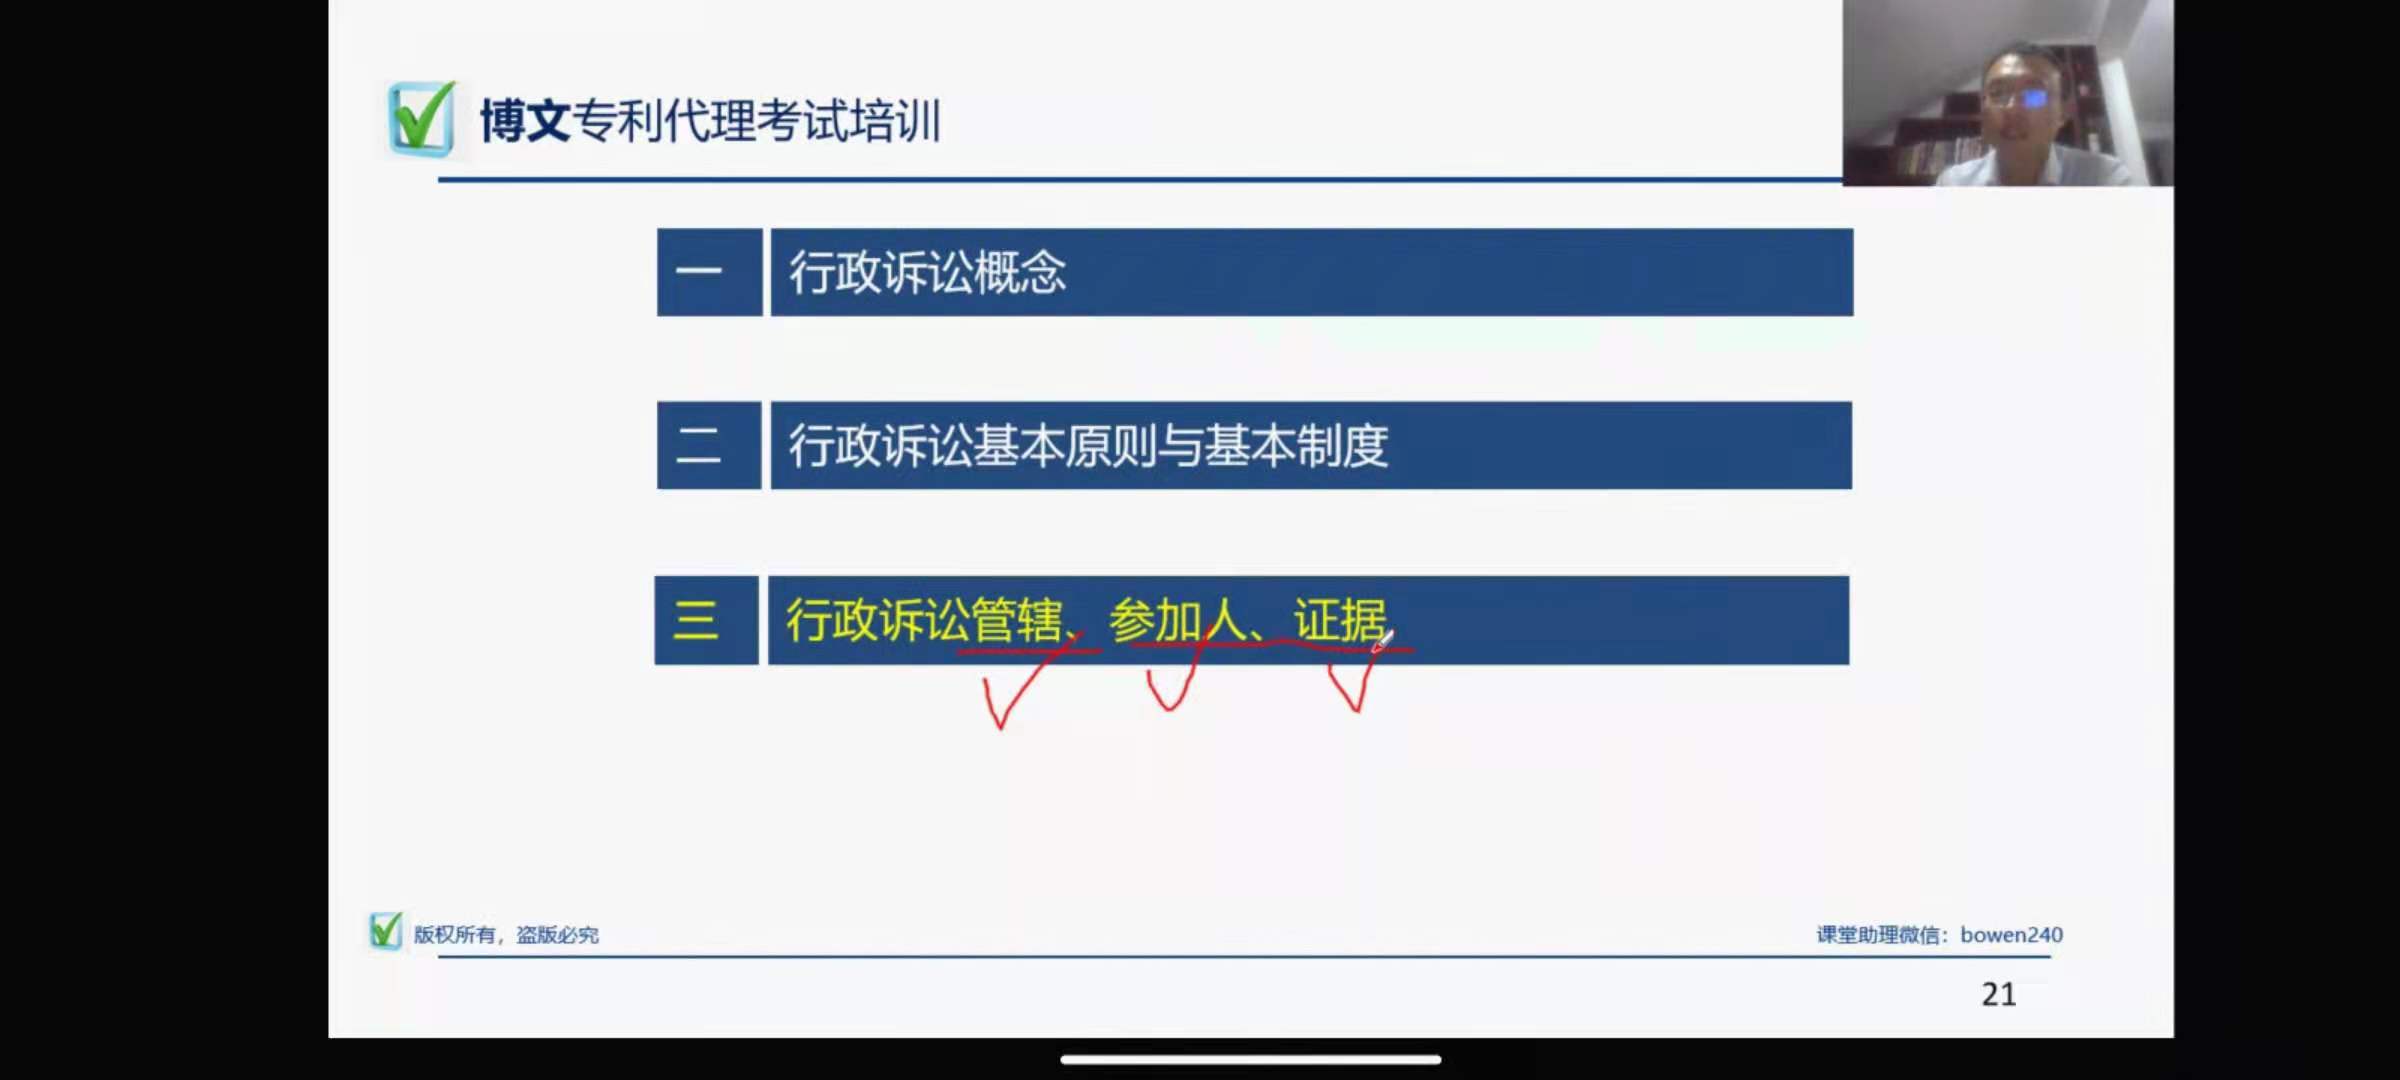 博文专利代理考试培训
一 行政诉讼概念
二 行政诉讼基本原则与基本制度
三 行政诉讼管辖、参加人、证据
版权所有，盗版必究
课堂助理微信：bowen240
21